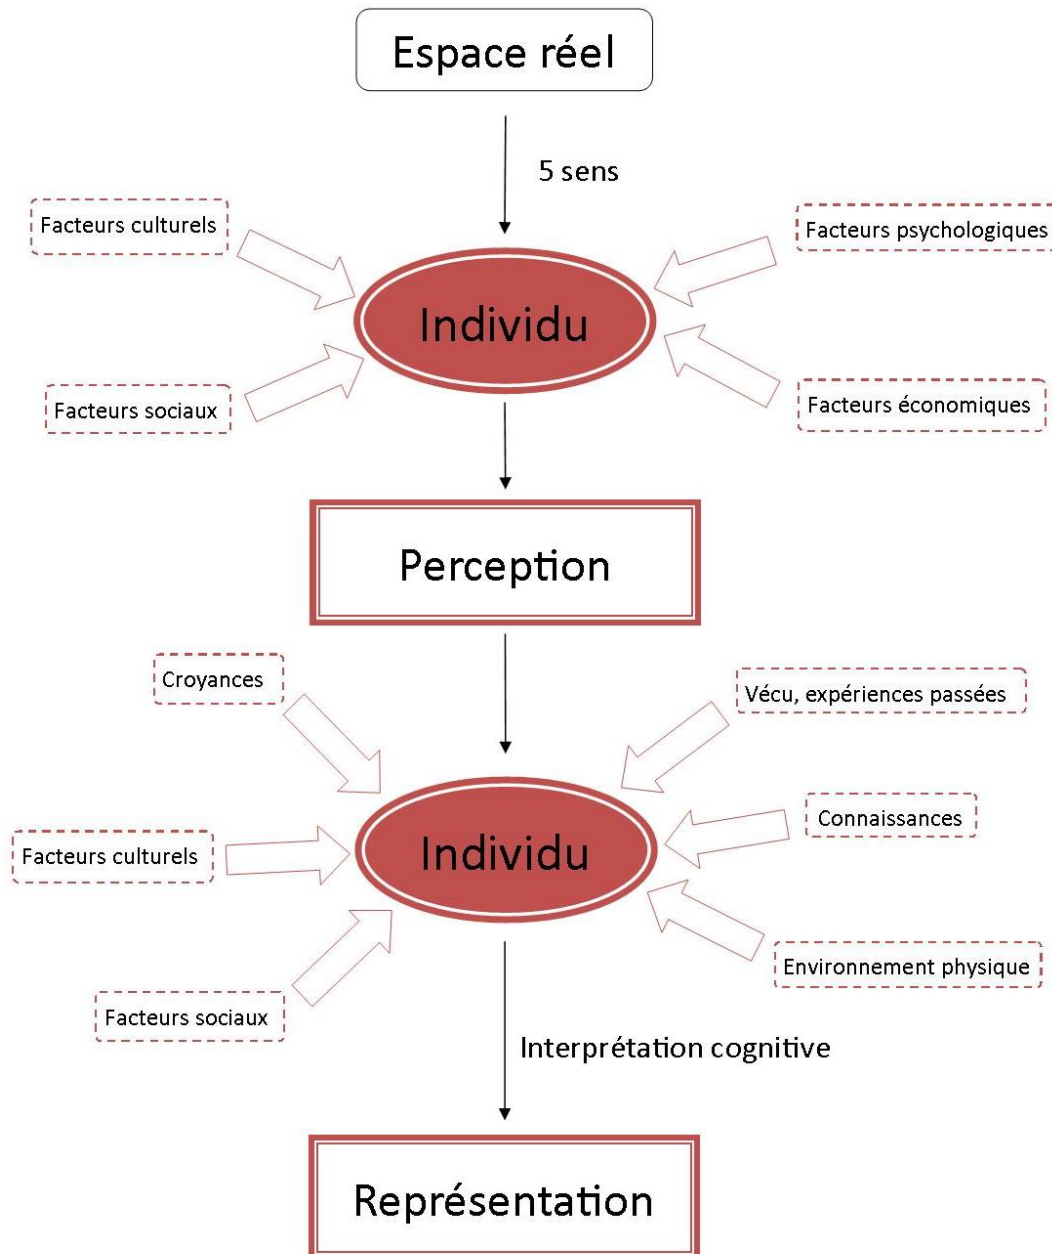 Espace réel
5 sens
Facteurs culturels
Facteurs psychologiques
Individu
Facteurs sociaux
Facteurs économiques
Perception
Croyances
Vécu, expériences passées
Connaissances
Facteurs culturels
Individu
Environnement physique
Facteurs sociaux
Interprétation cognitive
Représentation